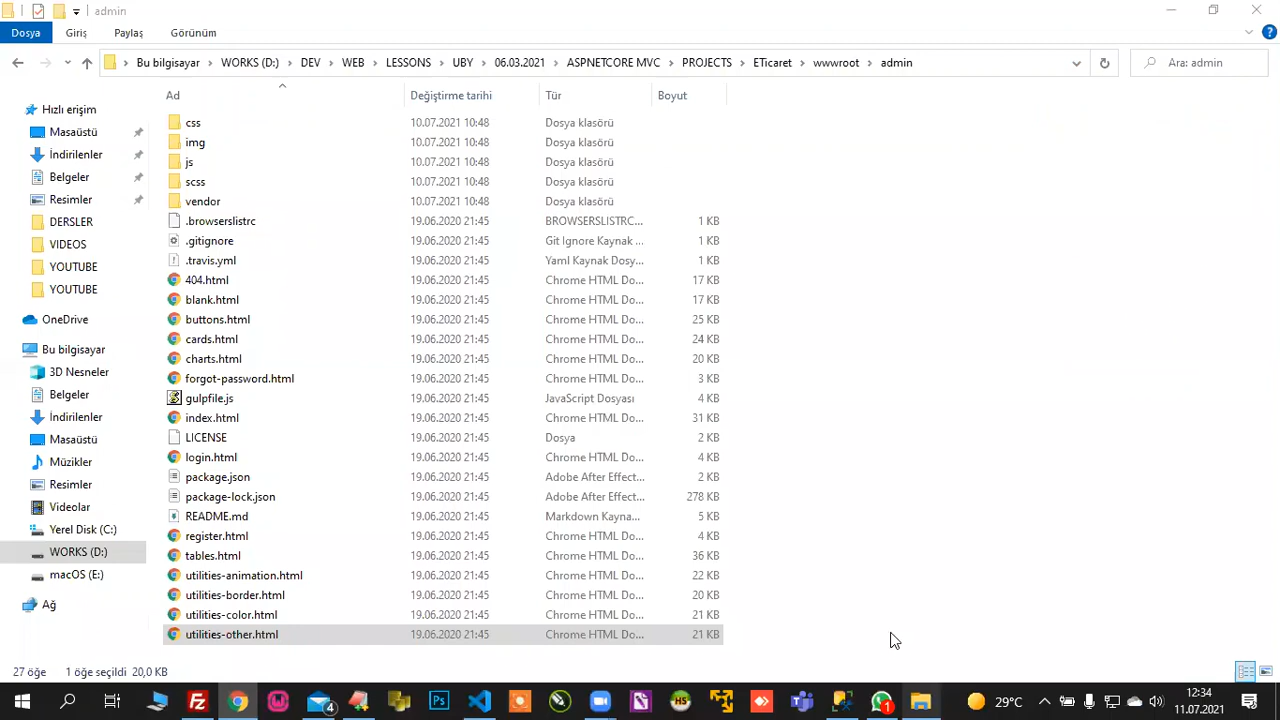 admin
Dosya Giriş Paylaş Görünüm
Bu bilgisayar WORKS (D:) DEV WEB LESSONS UBY 06.03.2021 ASPNETCORE MVC PROJECTS ETicaret wwwroot admin Ara: admin
Ad Değiştirme tarihi Tür Boyut
Hızlı erişim
Masaüstü
İndirilenler
Belgeler
Resimler
DERSLER
VIDEOS
YOUTUBE
YOUTUBE
OneDrive
Bu bilgisayar
3D Nesneler
Belgeler
İndirilenler
Masaüstü
Müzikler
Resimler
Videolar
Yerel Disk (C:)
WORKS (D:)
macOS (E:)
Ağ
css 10.07.2021 10:48 Dosya klasörü
img 10.07.2021 10:48 Dosya klasörü
js 10.07.2021 10:48 Dosya klasörü
scss 10.07.2021 10:48 Dosya klasörü
vendor 10.07.2021 10:48 Dosya klasörü
.browserslistrc 19.06.2020 21:45 BROWSERSLISTRC... 1 KB
.gitignore 19.06.2020 21:45 Git Ignore Kaynak ... 1 KB
.travis.yml 19.06.2020 21:45 Yaml Kaynak Dosy... 1 KB
404.html 19.06.2020 21:45 Chrome HTML Do... 17 KB
blank.html 19.06.2020 21:45 Chrome HTML Do... 17 KB
buttons.html 19.06.2020 21:45 Chrome HTML Do... 25 KB
cards.html 19.06.2020 21:45 Chrome HTML Do... 24 KB
charts.html 19.06.2020 21:45 Chrome HTML Do... 20 KB
forgot-password.html 19.06.2020 21:45 Chrome HTML Do... 3 KB
gulpfile.js 19.06.2020 21:45 JavaScript Dosyası 4 KB
index.html 19.06.2020 21:45 Chrome HTML Do... 31 KB
LICENSE 19.06.2020 21:45 Dosya 2 KB
login.html 19.06.2020 21:45 Chrome HTML Do... 4 KB
package.json 19.06.2020 21:45 Adobe After Effect... 2 KB
package-lock.json 19.06.2020 21:45 Adobe After Effect... 278 KB
README.md 19.06.2020 21:45 Markdown Kayna... 5 KB
register.html 19.06.2020 21:45 Chrome HTML Do... 4 KB
tables.html 19.06.2020 21:45 Chrome HTML Do... 36 KB
utilities-animation.html 19.06.2020 21:45 Chrome HTML Do... 22 KB
utilities-border.html 19.06.2020 21:45 Chrome HTML Do... 20 KB
utilities-color.html 19.06.2020 21:45 Chrome HTML Do... 21 KB
utilities-other.html 19.06.2020 21:45 Chrome HTML Do... 21 KB
27 öğe 1 öğe seçildi 20,0 KB
4 Ps HS 1 29°C 12:34
11.07.2021